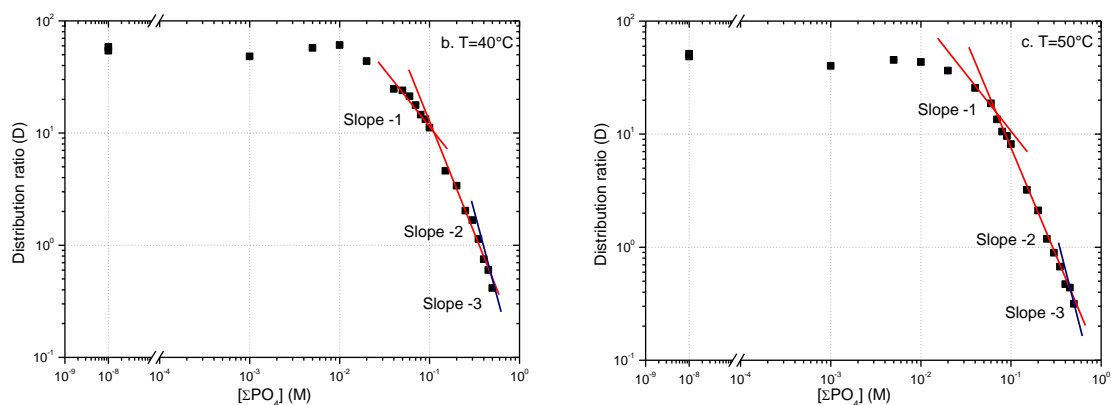 b. T=40°C
Distribution ratio (D)
10²
10¹
10⁰
10⁻¹
Slope -1
Slope -2
Slope -3
10⁻⁹ 10⁻⁸ 10⁻⁴ 10⁻³ 10⁻² 10⁻¹ 10⁰
[ΣPO₄] (M)
c. T=50°C
Distribution ratio (D)
10²
10¹
10⁰
10⁻¹
Slope -1
Slope -2
Slope -3
10⁻⁹ 10⁻⁸ 10⁻⁴ 10⁻³ 10⁻² 10⁻¹ 10⁰
[ΣPO₄] (M)